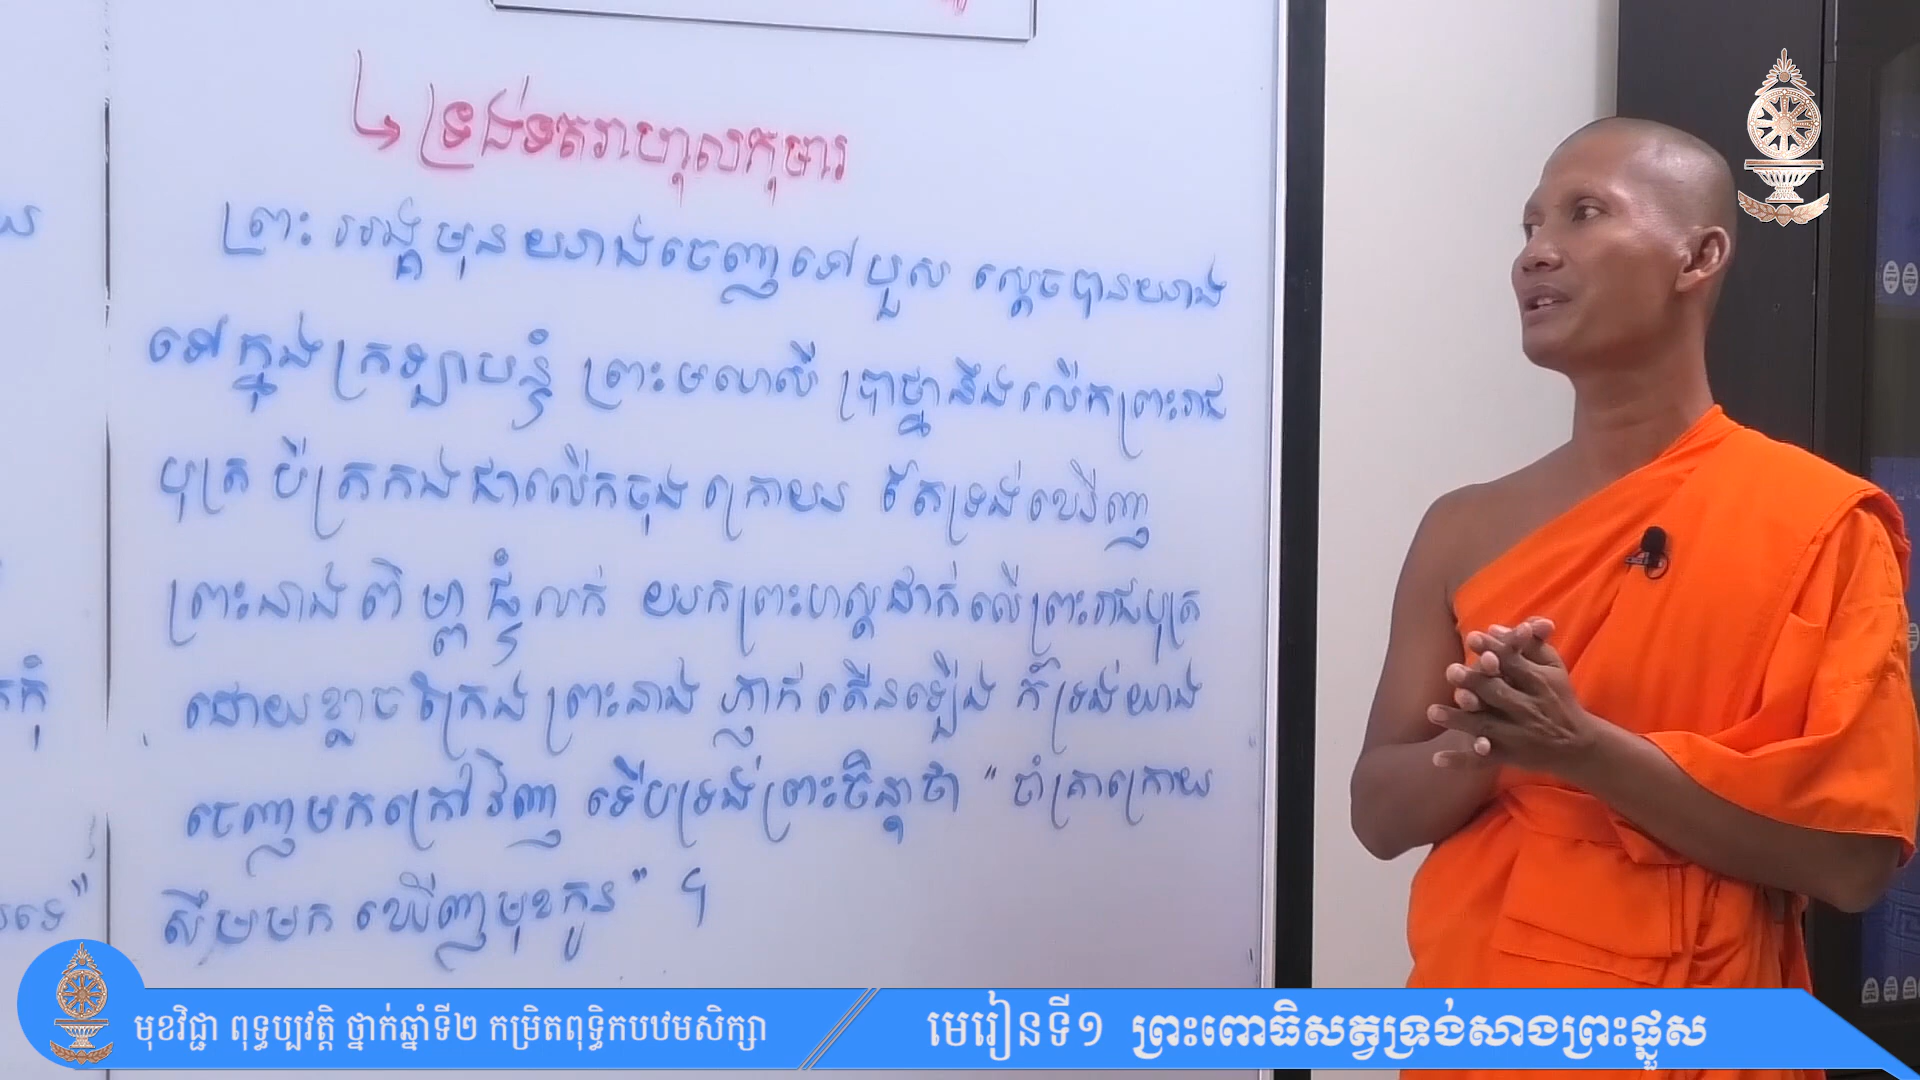 ទ្រង់ទតរាហុលកុមារ
ព្រះអង្គមុនយាងចេញទៅបួស ស្ដេចបានយាង
ទៅក្នុងក្រឡាបន្ទំ ព្រះមហេសី ប្រាថ្នានឹងលើកព្រះរាជ
បុត្រ បីត្រកងជាលើកចុងក្រោយ តែទ្រង់ឃើញ
ព្រះនាងពិម្ពាផ្ទំលក់ យកព្រះហស្តដាក់លើព្រះរាជបុត្រ
ដោយខ្លាចក្រែងព្រះនាងភ្ញាក់តើនឡើង ក៏ទ្រង់យាង
ចេញមកក្រៅវិញ ទើបទ្រង់ព្រះចិន្តាថា "ចាំគ្រាក្រោយ
សឹមមកឃើញមុខកូន" ។
មុខវិជ្ជា ពុទ្ធប្បវត្តិ ថ្នាក់ឆ្នាំទី២ កម្រិតពុទ្ធិកបឋមសិក្សា
មេរៀនទី១ ព្រះពោធិសត្វទ្រង់សាងព្រះផ្នួស